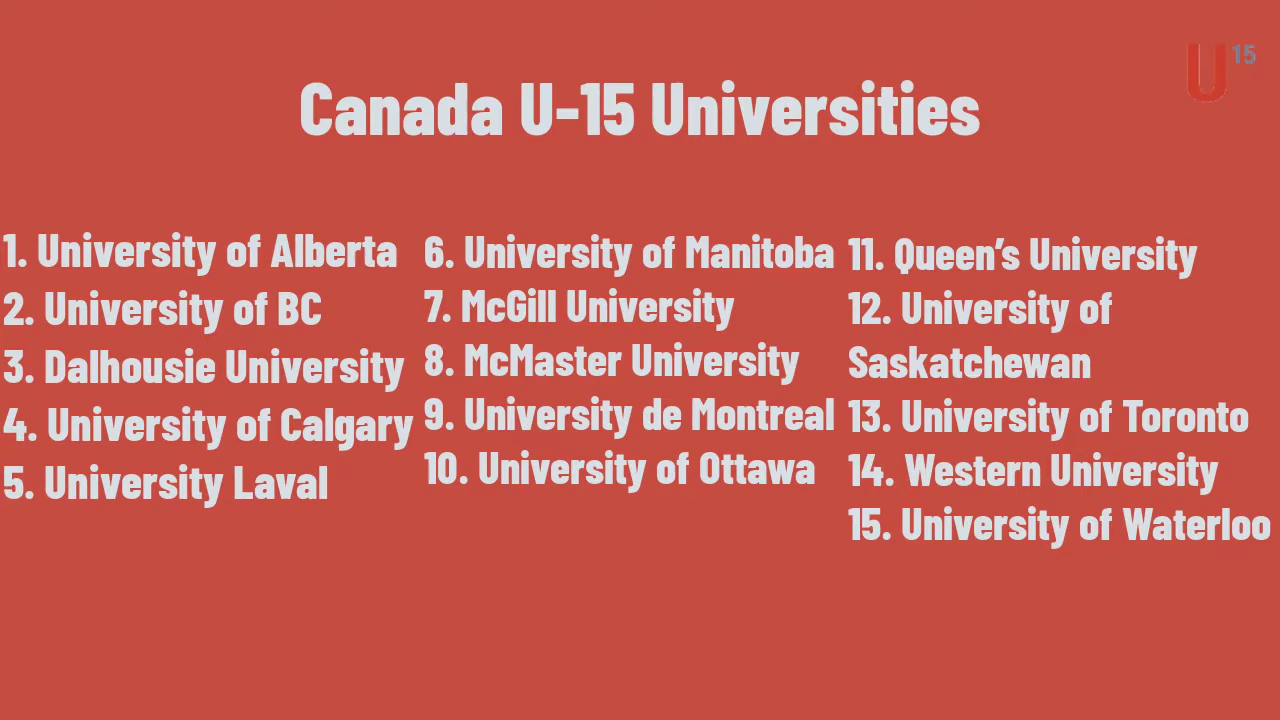 U15
Canada U-15 Universities
1. University of Alberta
2. University of BC
3. Dalhousie University
4. University of Calgary
5. University Laval
6. University of Manitoba
7. McGill University
8. McMaster University
9. University de Montreal
10. University of Ottawa
11. Queen’s University
12. University of
Saskatchewan
13. University of Toronto
14. Western University
15. University of Waterloo